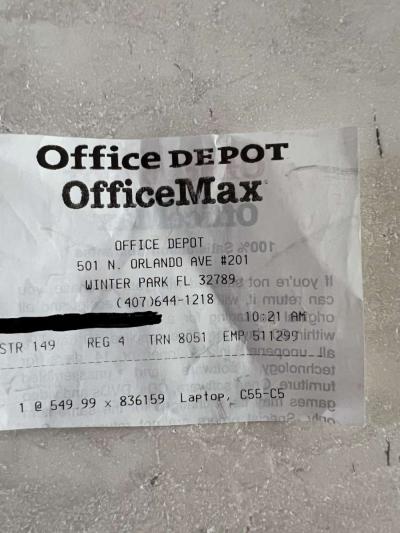 Office DEPOT
OfficeMax
OFFICE DEPOT
501 N. ORLANDO AVE #201
WINTER PARK FL 32789
(407)644-1218
10:21 AM
STR 149 REG 4 TRN 8051 EMP 511299
1 @ 549.99 x 836159 Laptop, C55-C5